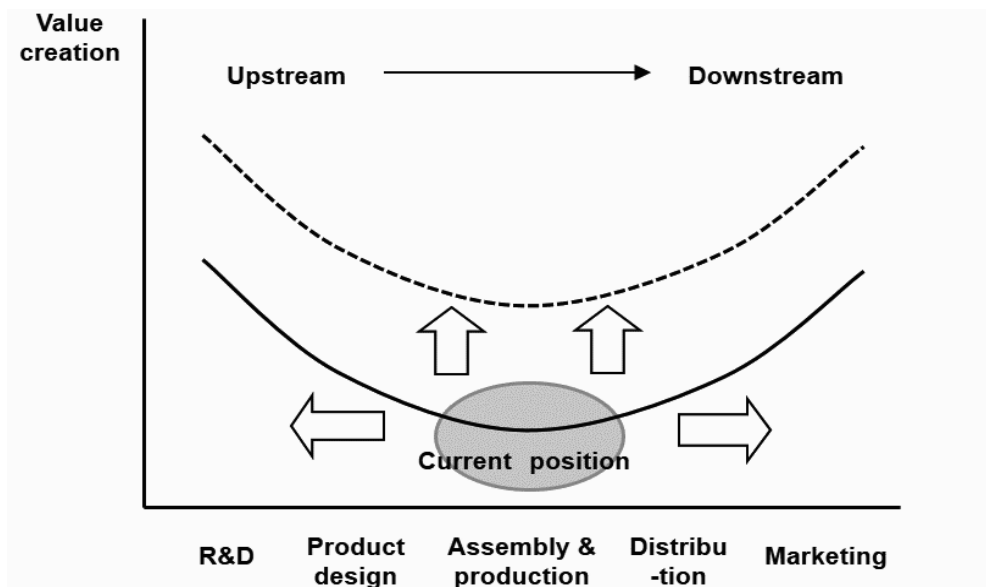 Value
creation
Upstream
Downstream
Current position
R&D
Product
design
Assembly &
production
Distribu
-tion
Marketing